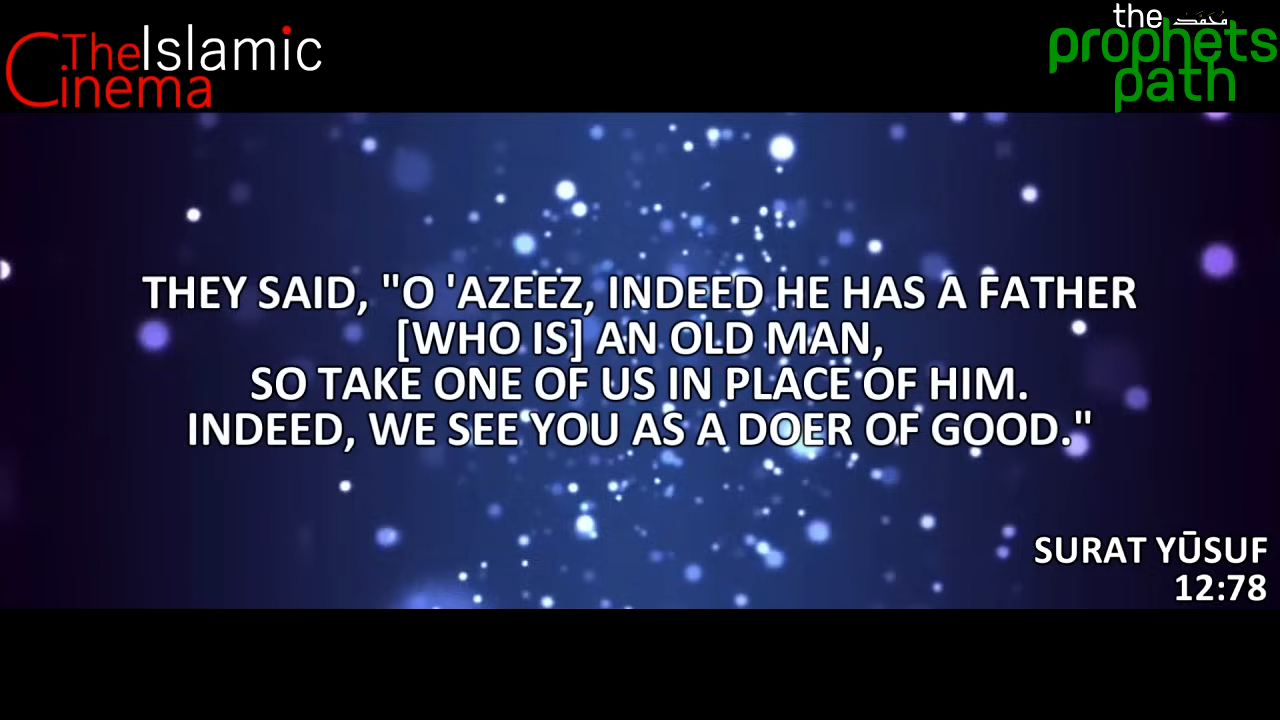 TheIslamic
Cinema
the محمد
prophets
path
THEY SAID, "O 'AZEEZ, INDEED HE HAS A FATHER
[WHO IS] AN OLD MAN,
SO TAKE ONE OF US IN PLACE OF HIM.
INDEED, WE SEE YOU AS A DOER OF GOOD."
SURAT YŪSUF
12:78